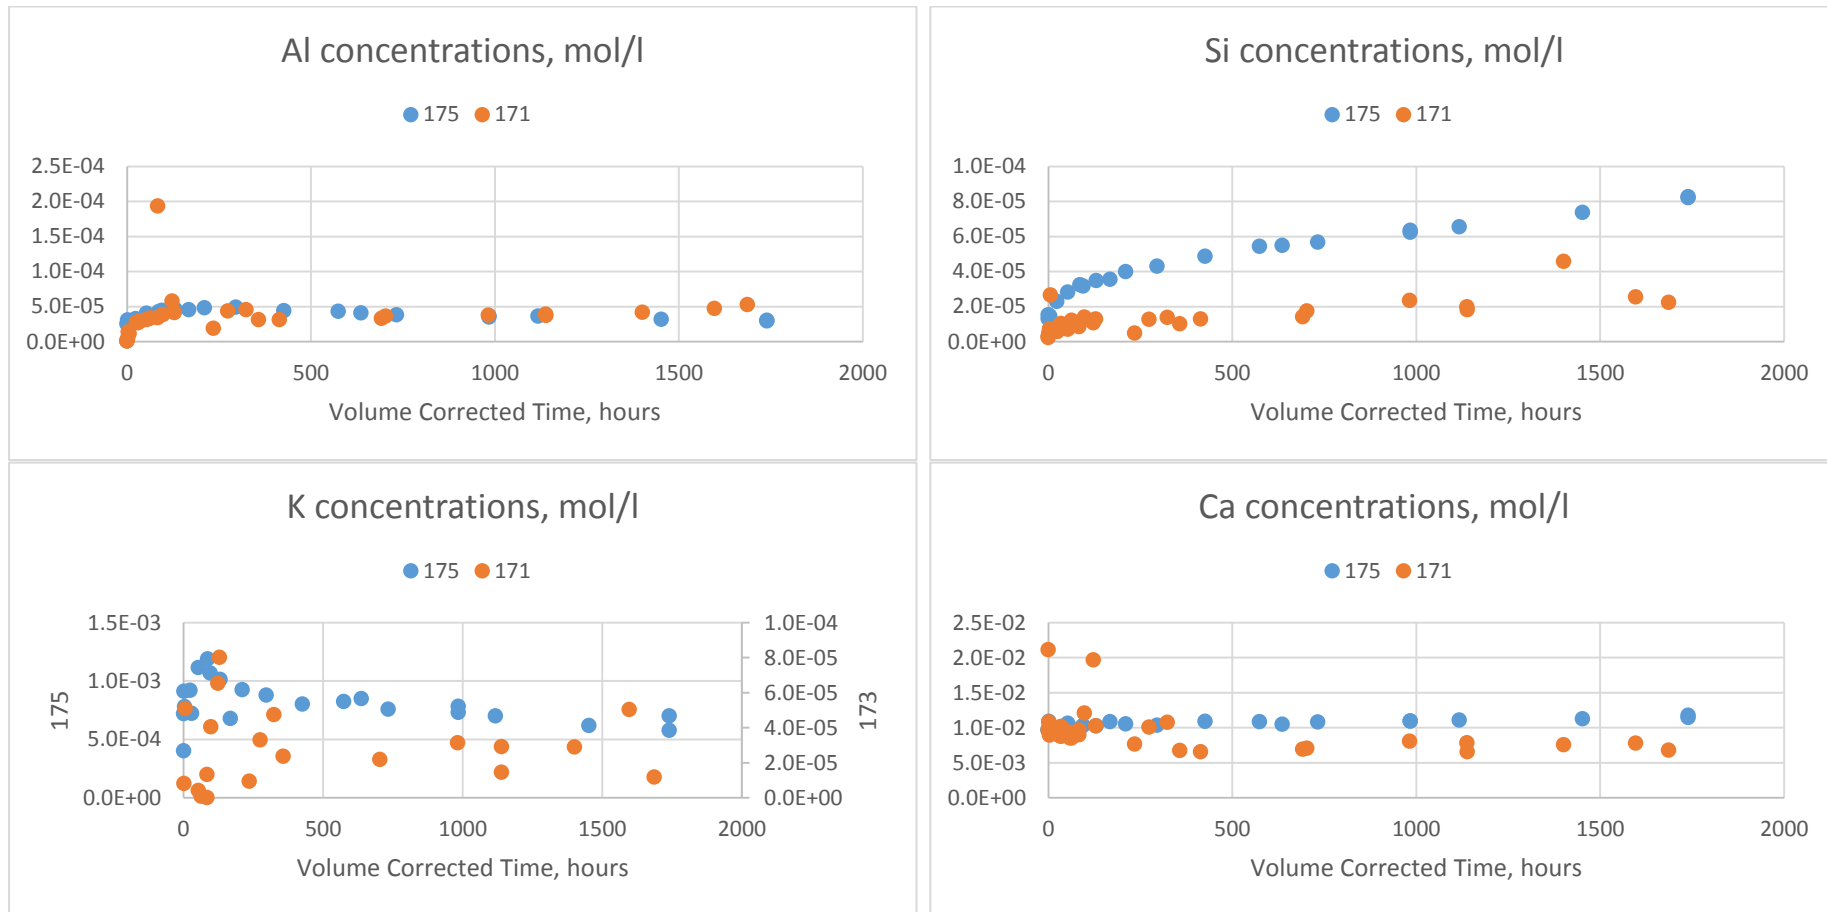 Al concentrations, mol/l
175 171
2.5E-04
2.0E-04
1.5E-04
1.0E-04
5.0E-05
0.0E+00
0 500 1000 1500 2000
Volume Corrected Time, hours
Si concentrations, mol/l
175 171
1.0E-04
8.0E-05
6.0E-05
4.0E-05
2.0E-05
0.0E+00
0 500 1000 1500 2000
Volume Corrected Time, hours
K concentrations, mol/l
175 171
175
1.5E-03
1.0E-03
5.0E-04
0.0E+00
1.0E-04
8.0E-05
6.0E-05
4.0E-05
2.0E-05
0.0E+00
173
0 500 1000 1500 2000
Volume Corrected Time, hours
Ca concentrations, mol/l
175 171
2.5E-02
2.0E-02
1.5E-02
1.0E-02
5.0E-03
0.0E+00
0 500 1000 1500 2000
Volume Corrected Time, hours